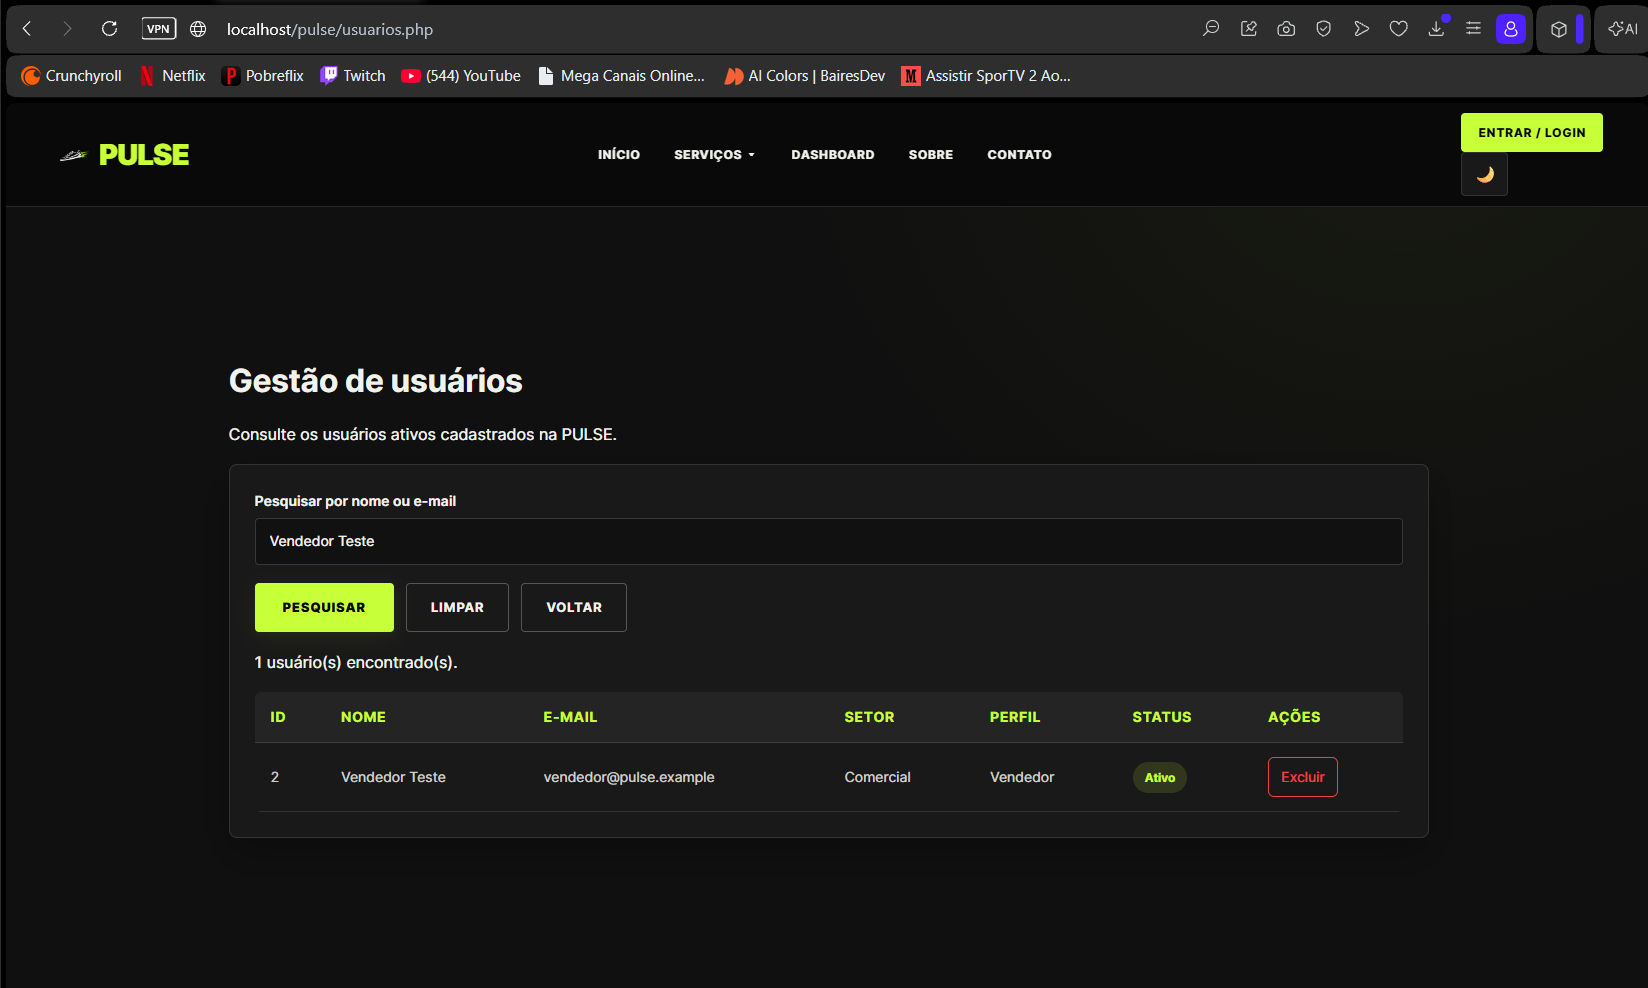 VPN localhost/pulse/usuarios.php AI
Crunchyroll Netflix Pobreflix Twitch (544) YouTube Mega Canais Online... AI Colors | BairesDev Assistir SporTV 2 Ao...
PULSE INÍCIO SERVIÇOS DASHBOARD SOBRE CONTATO ENTRAR / LOGIN
Gestão de usuários
Consulte os usuários ativos cadastrados na PULSE.
Pesquisar por nome ou e-mail
Vendedor Teste
PESQUISAR LIMPAR VOLTAR
1 usuário(s) encontrado(s).
ID NOME E-MAIL SETOR PERFIL STATUS AÇÕES
2 Vendedor Teste vendedor@pulse.example Comercial Vendedor Ativo Excluir